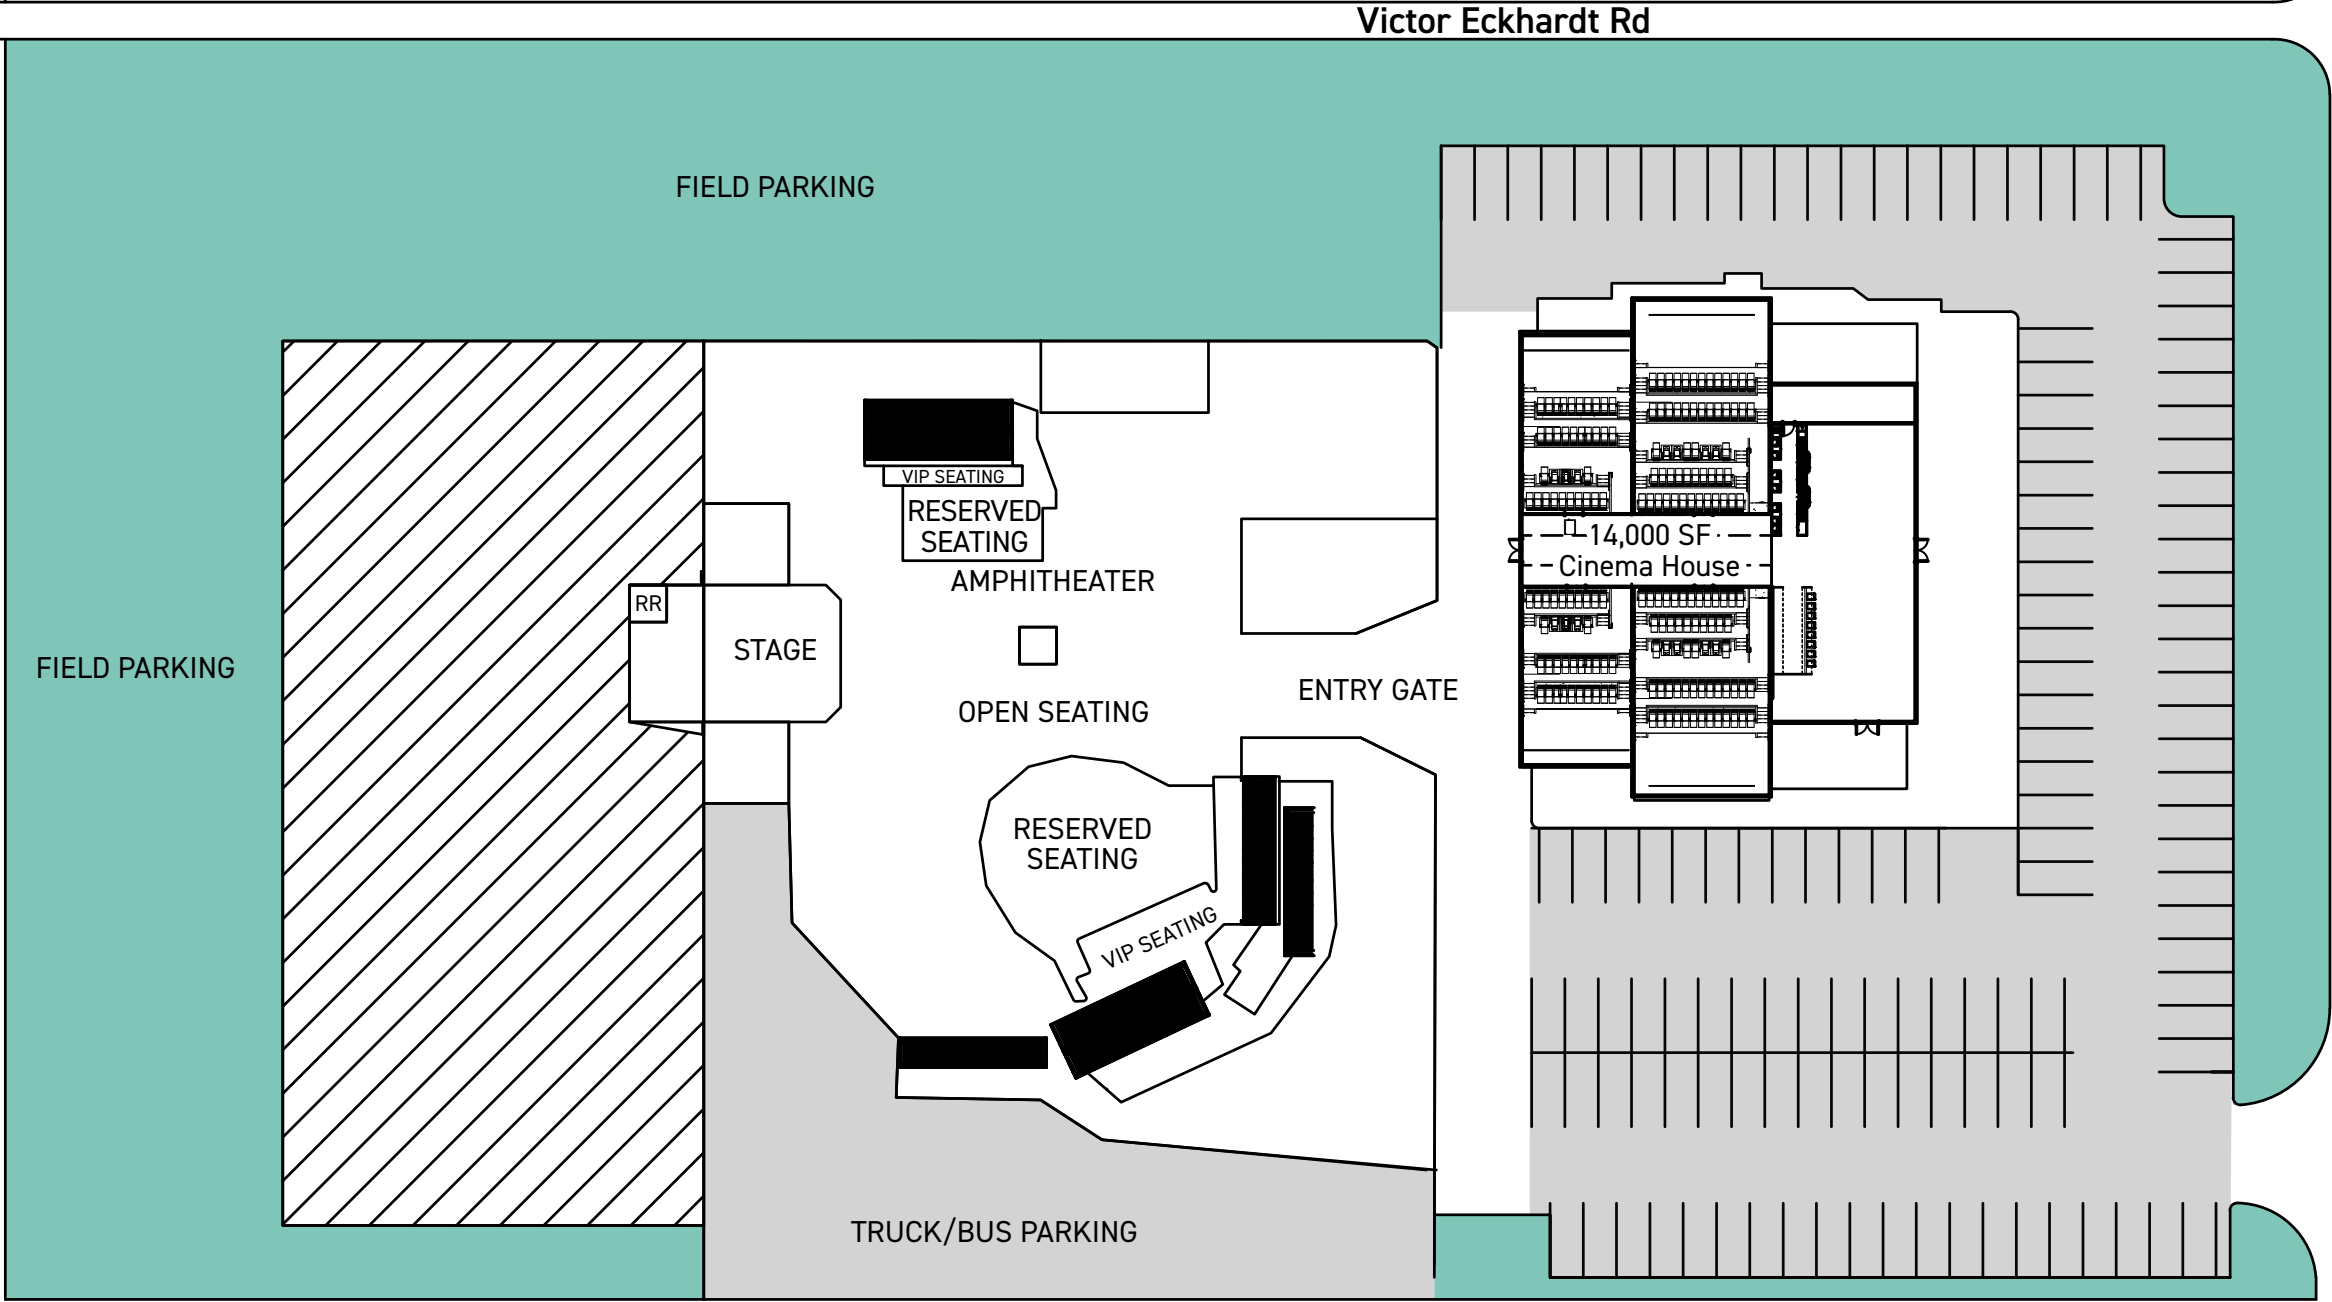 Victor Eckhardt Rd
FIELD PARKING
VIP SEATING
RESERVED
SEATING
14,000 SF
Cinema House
AMPHITHEATER
RR
STAGE
FIELD PARKING
ENTRY GATE
OPEN SEATING
RESERVED
SEATING
VIP SEATING
TRUCK/BUS PARKING